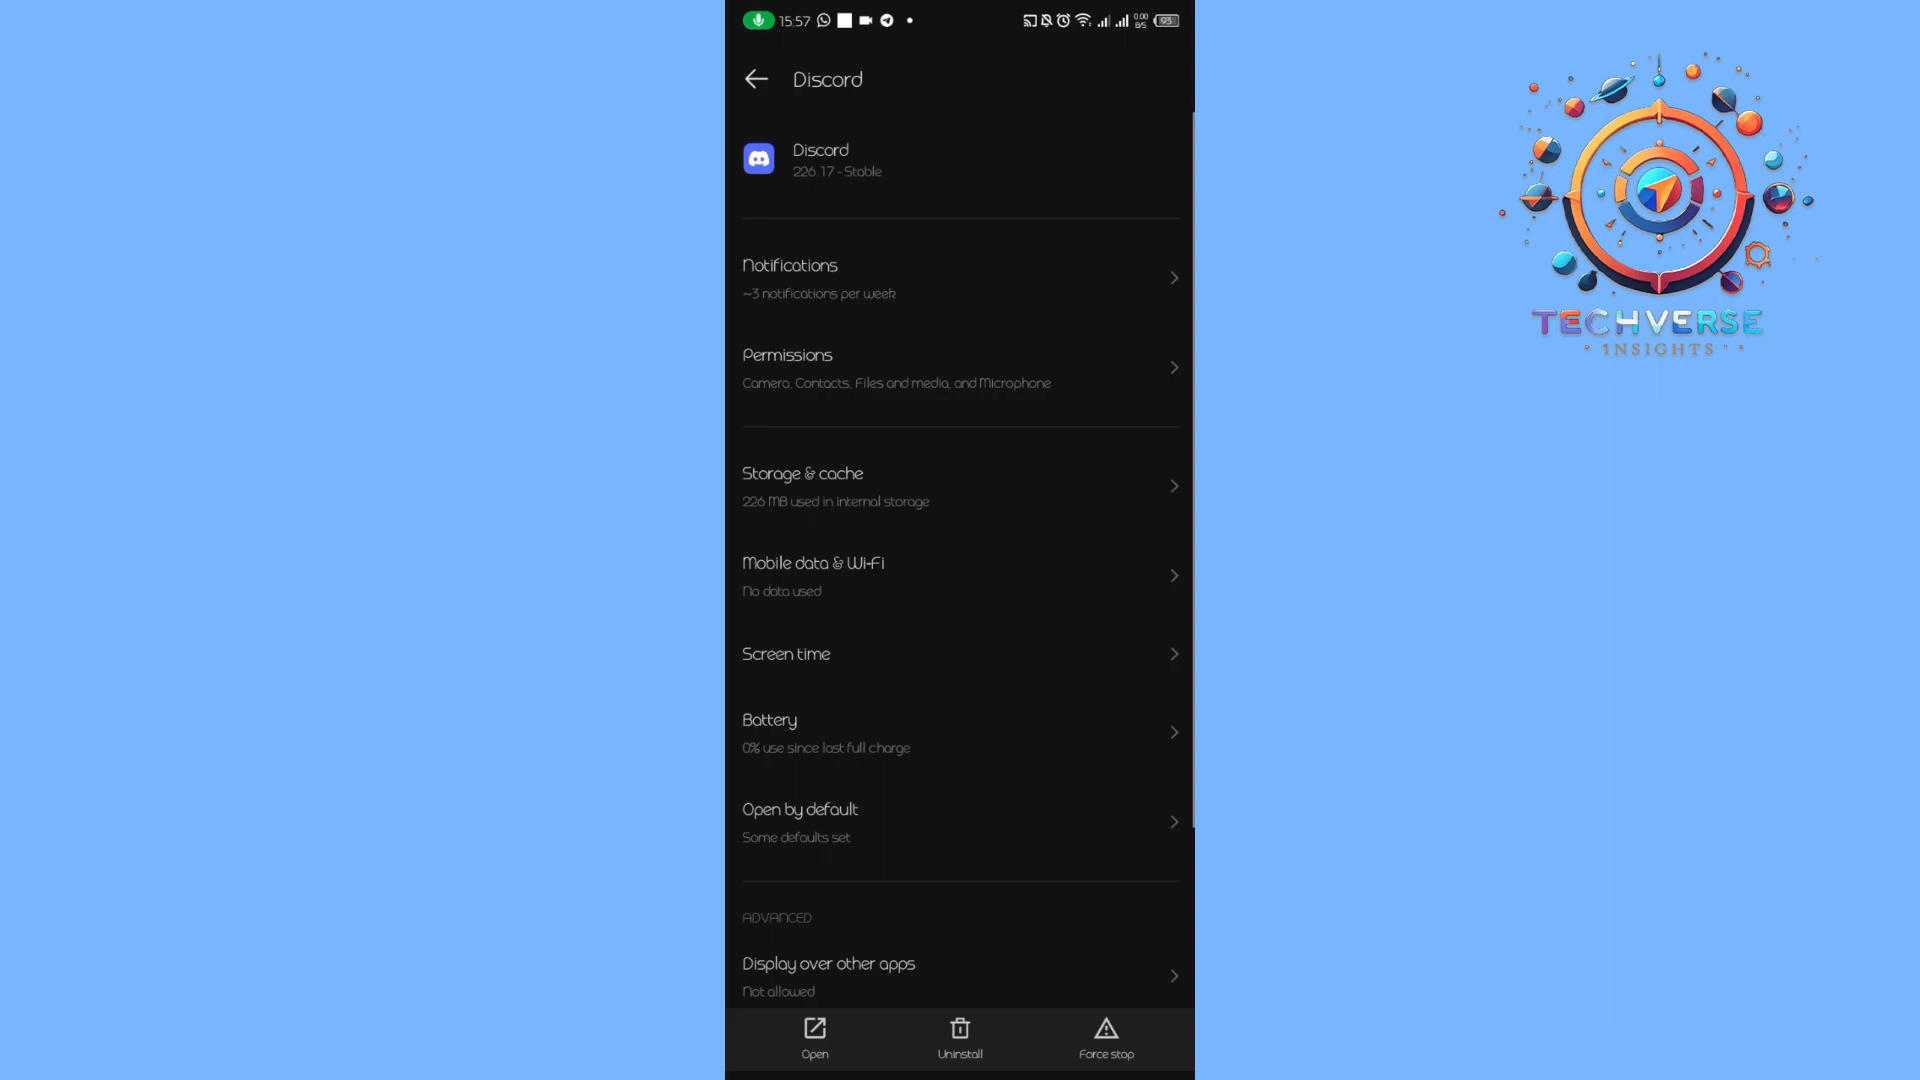 15:57
0.00
B/S
93
Discord
Discord
226.17 - Stable
Notifications
~3 notifications per week
Permissions
Camera, Contacts, Files and media, and Microphone
Storage & cache
226 MB used in internal storage
Mobile data & Wi-Fi
No data used
Screen time
Battery
0% use since last full charge
Open by default
Some defaults set
ADVANCED
Display over other apps
Not allowed
Open
Uninstall
Force stop
TECHVERSE
INSIGHTS